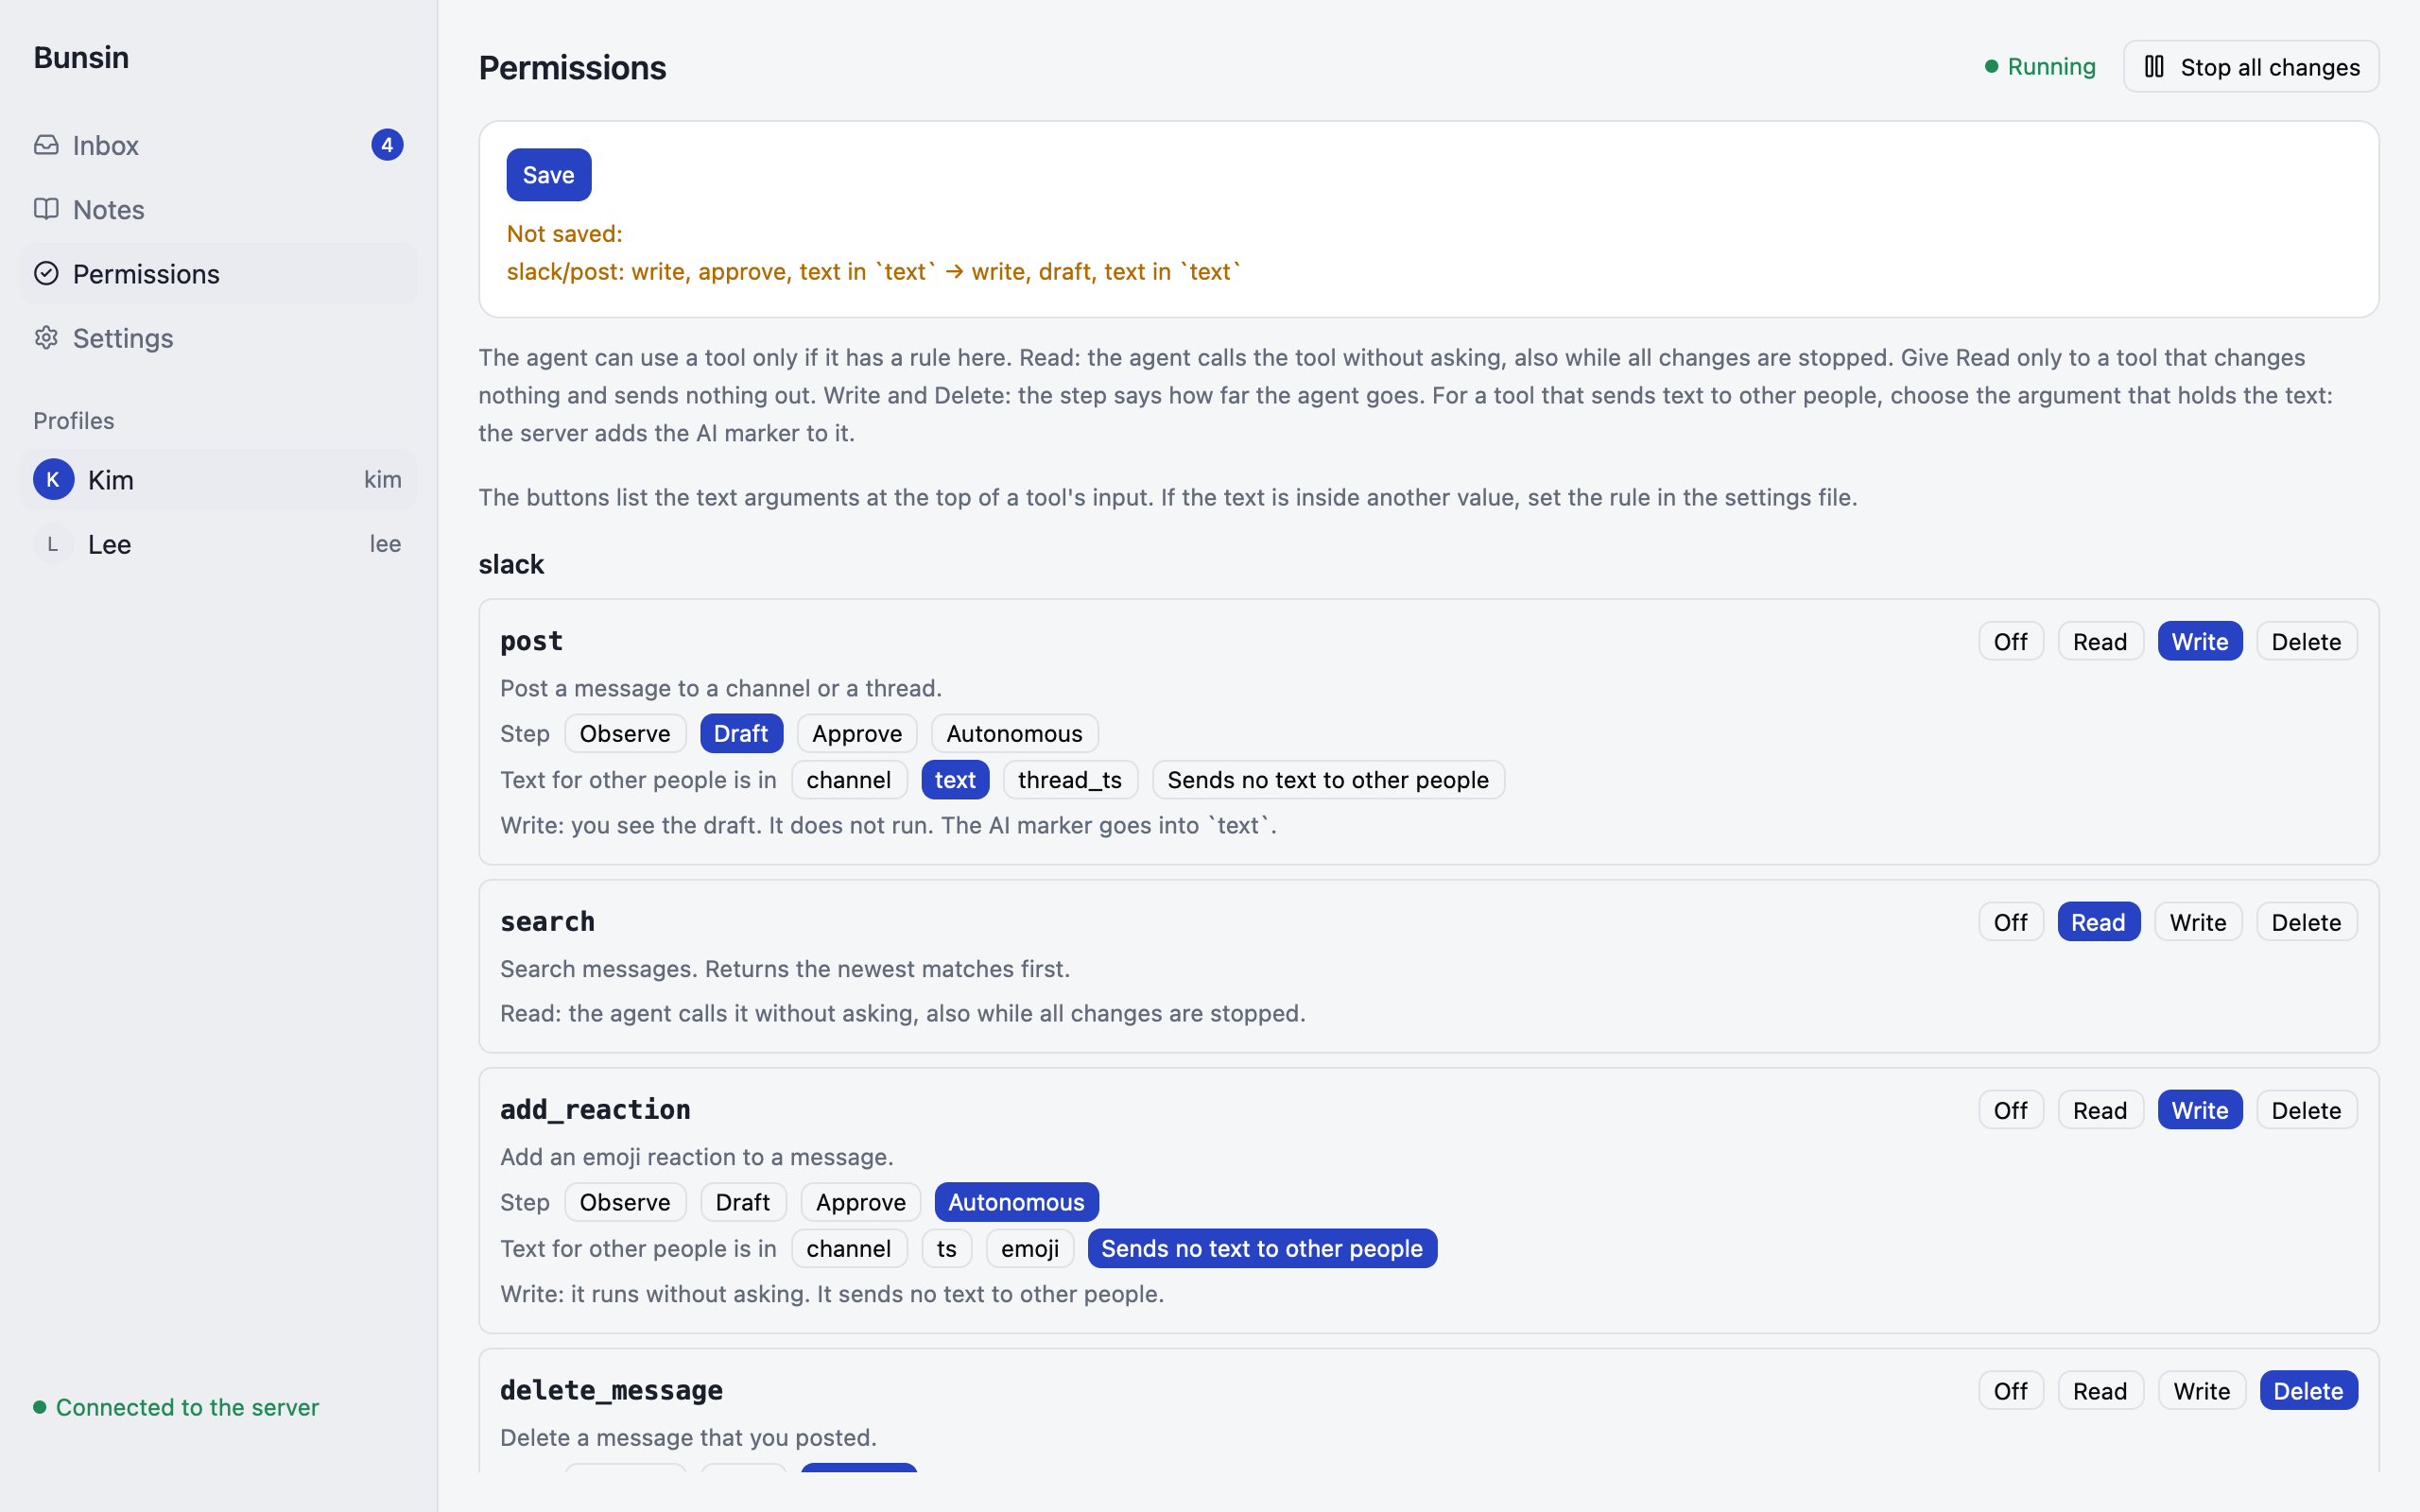 Bunsin
Inbox 4
Notes
Permissions
Settings
Profiles
K Kim kim
L Lee lee
Connected to the server
Permissions
Running
Stop all changes
Save
Not saved:
slack/post: write, approve, text in `text` → write, draft, text in `text`
The agent can use a tool only if it has a rule here. Read: the agent calls the tool without asking, also while all changes are stopped. Give Read only to a tool that changes
nothing and sends nothing out. Write and Delete: the step says how far the agent goes. For a tool that sends text to other people, choose the argument that holds the text:
the server adds the AI marker to it.
The buttons list the text arguments at the top of a tool's input. If the text is inside another value, set the rule in the settings file.
slack
post Off Read Write Delete
Post a message to a channel or a thread.
Step Observe Draft Approve Autonomous
Text for other people is in channel text thread_ts Sends no text to other people
Write: you see the draft. It does not run. The AI marker goes into `text`.
search Off Read Write Delete
Search messages. Returns the newest matches first.
Read: the agent calls it without asking, also while all changes are stopped.
add_reaction Off Read Write Delete
Add an emoji reaction to a message.
Step Observe Draft Approve Autonomous
Text for other people is in channel ts emoji Sends no text to other people
Write: it runs without asking. It sends no text to other people.
delete_message Off Read Write Delete
Delete a message that you posted.